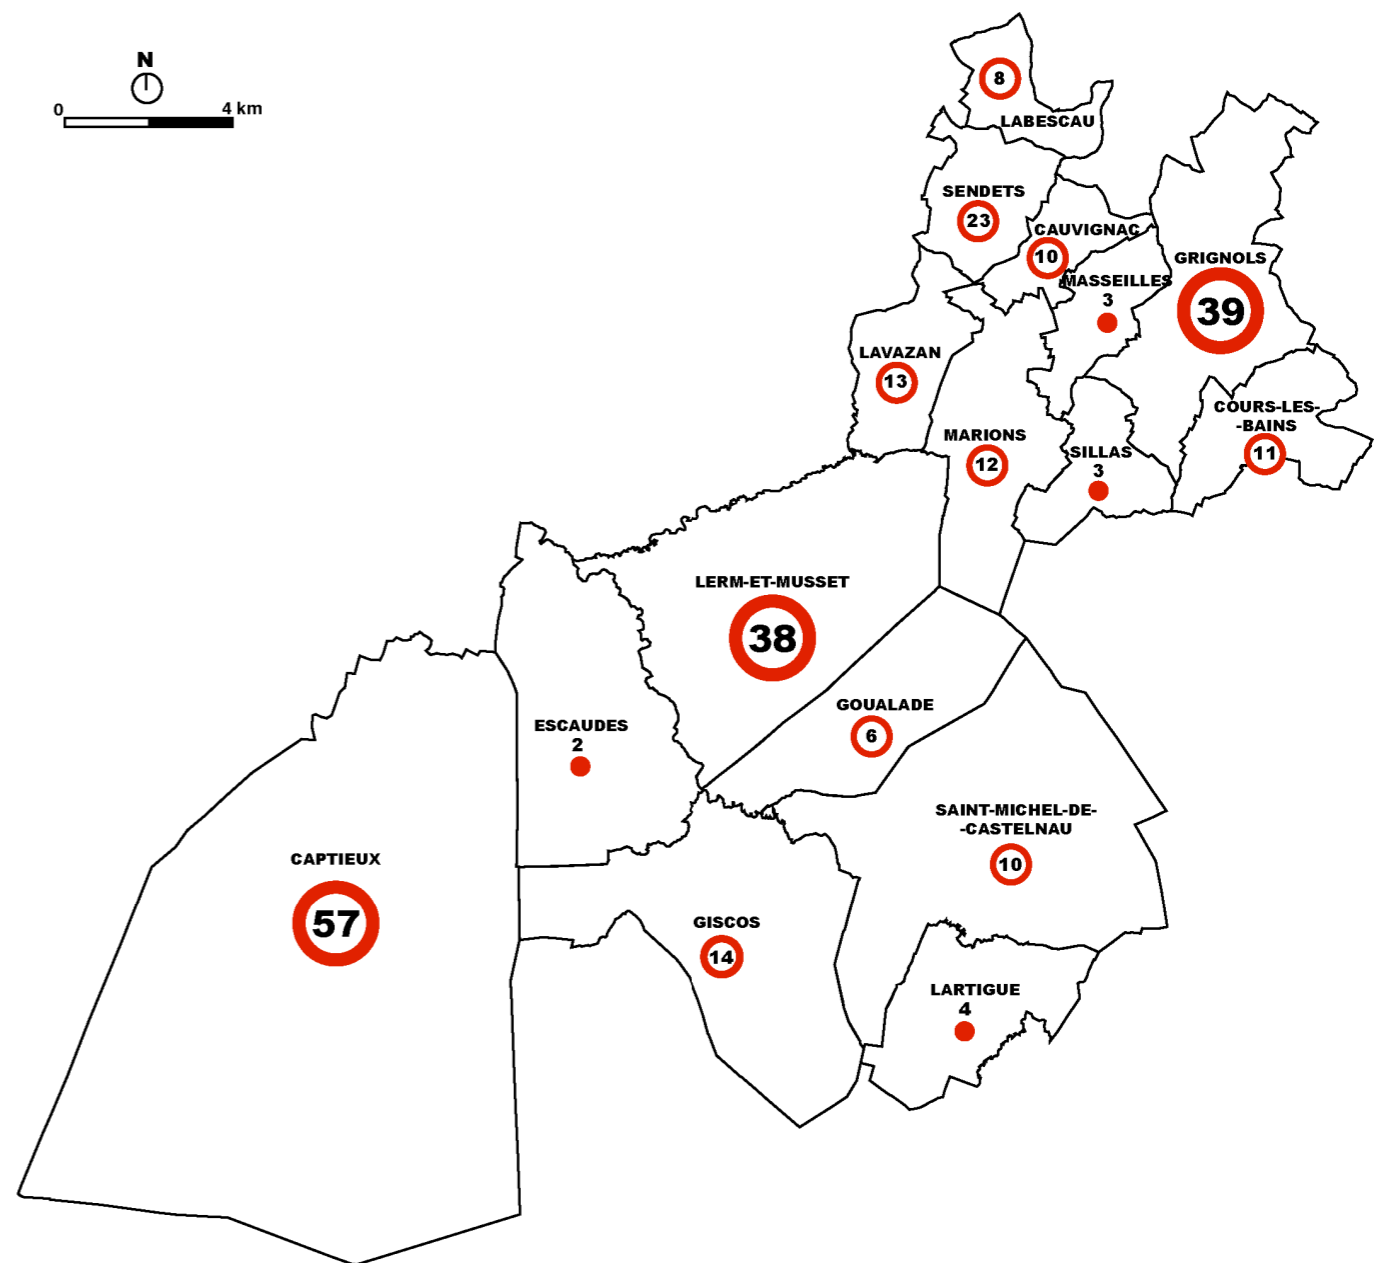 N
0 4 km
8
LABESCAU
SENDETS
23
CAUVIGNAC
10
MASSEILLES
3
GRIGNOLS
39
LAVAZAN
13
COURS-LES-
-BAINS
11
MARIONS
12
SILLAS
3
LERM-ET-MUSSET
38
ESCAUDES
2
GOUALADE
6
SAINT-MICHEL-DE-
-CASTELNAU
10
CAPTIEUX
57
GISCOS
14
LARTIGUE
4